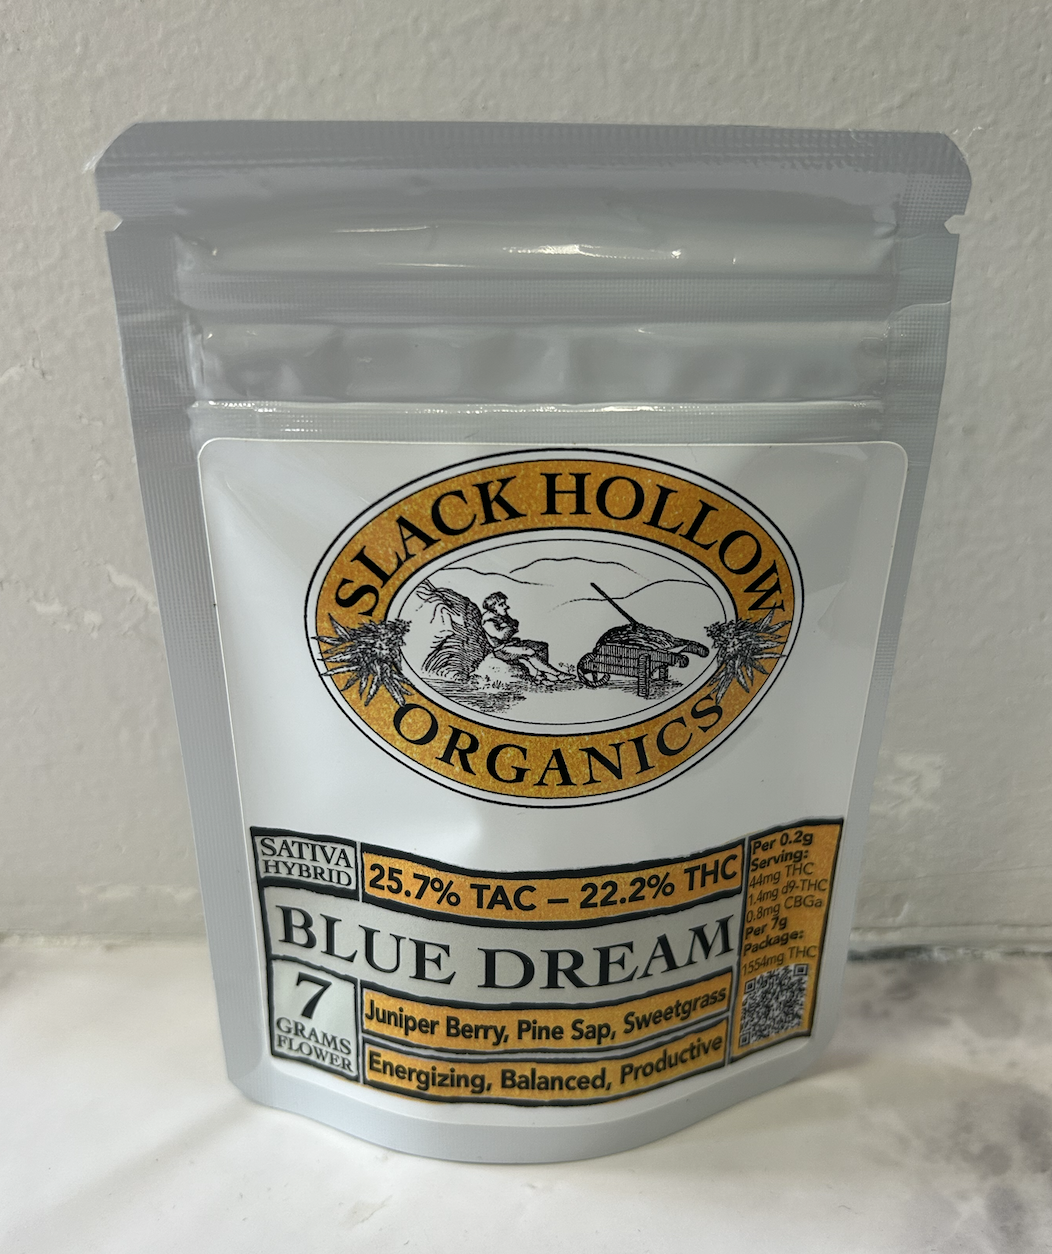 SLACK HOLLOW
ORGANICS
SATIVA
HYBRID
25.7% TAC – 22.2% THC
BLUE DREAM
7
GRAMS
FLOWER
Juniper Berry, Pine Sap, Sweetgrass
Energizing, Balanced, Productive
Per 0.2g
Serving:
44mg THC
1.4mg d9-THC
0.8mg CBGa
Per 7g
Package:
1554mg THC